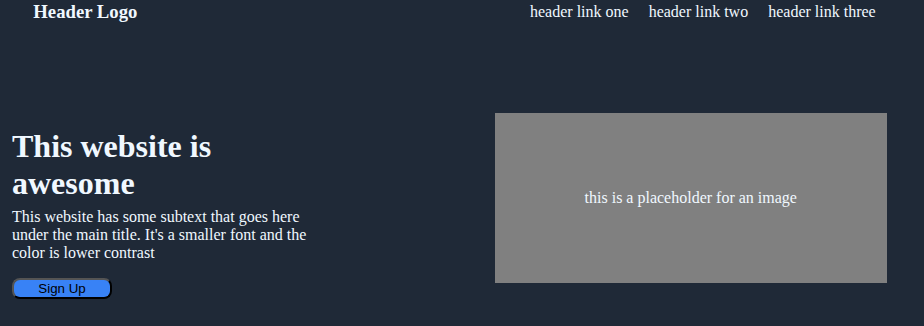 Header Logo
header link one
header link two
header link three
This website is
awesome
This website has some subtext that goes here
under the main title. It's a smaller font and the
color is lower contrast
Sign Up
this is a placeholder for an image